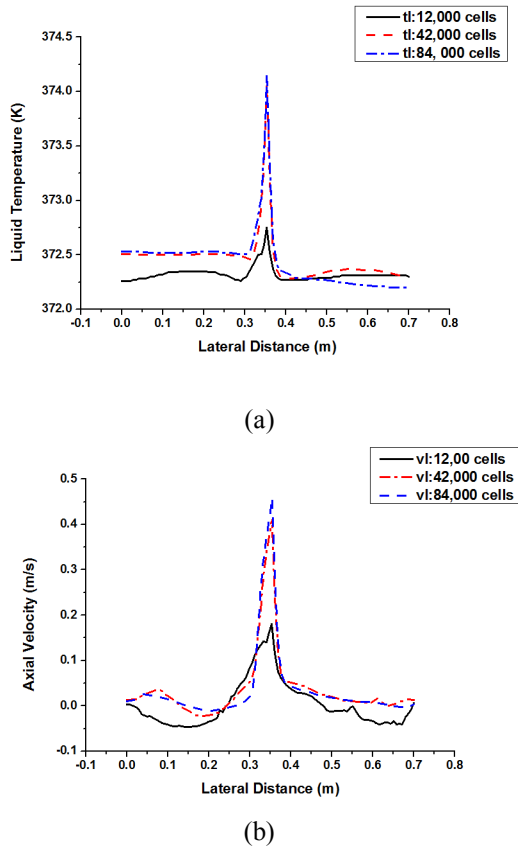 tl:12,000 cells
tl:42,000 cells
tl:84, 000 cells
374.5
374.0
373.5
373.0
372.5
372.0
Liquid Temperature (K)
-0.1 0.0 0.1 0.2 0.3 0.4 0.5 0.6 0.7 0.8
Lateral Distance (m)
(a)
vl:12,00 cells
vl:42,000 cells
vl:84,000 cells
0.5
0.4
0.3
0.2
0.1
0.0
-0.1
Axial Velocity (m/s)
-0.1 0.0 0.1 0.2 0.3 0.4 0.5 0.6 0.7 0.8
Lateral Distance (m)
(b)